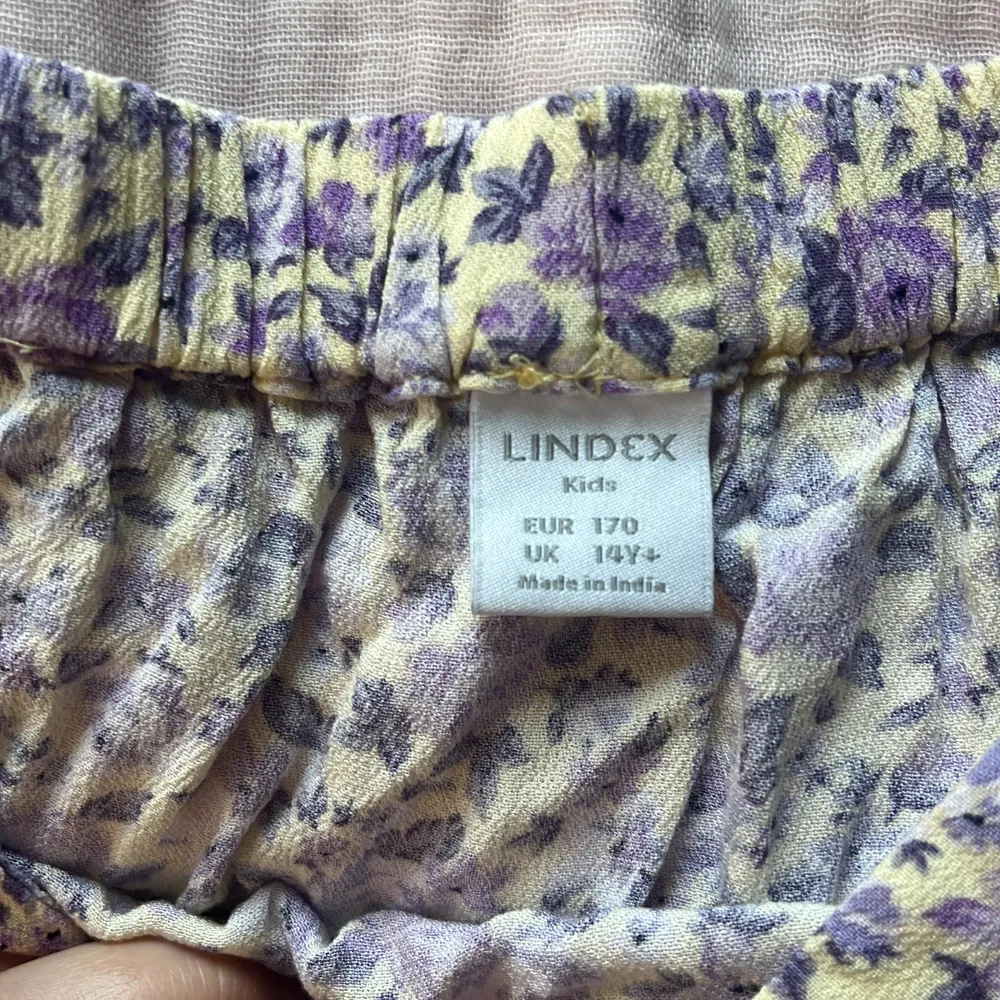 LINDEX
Kids
EUR 170
UK 14Y+
Made in India